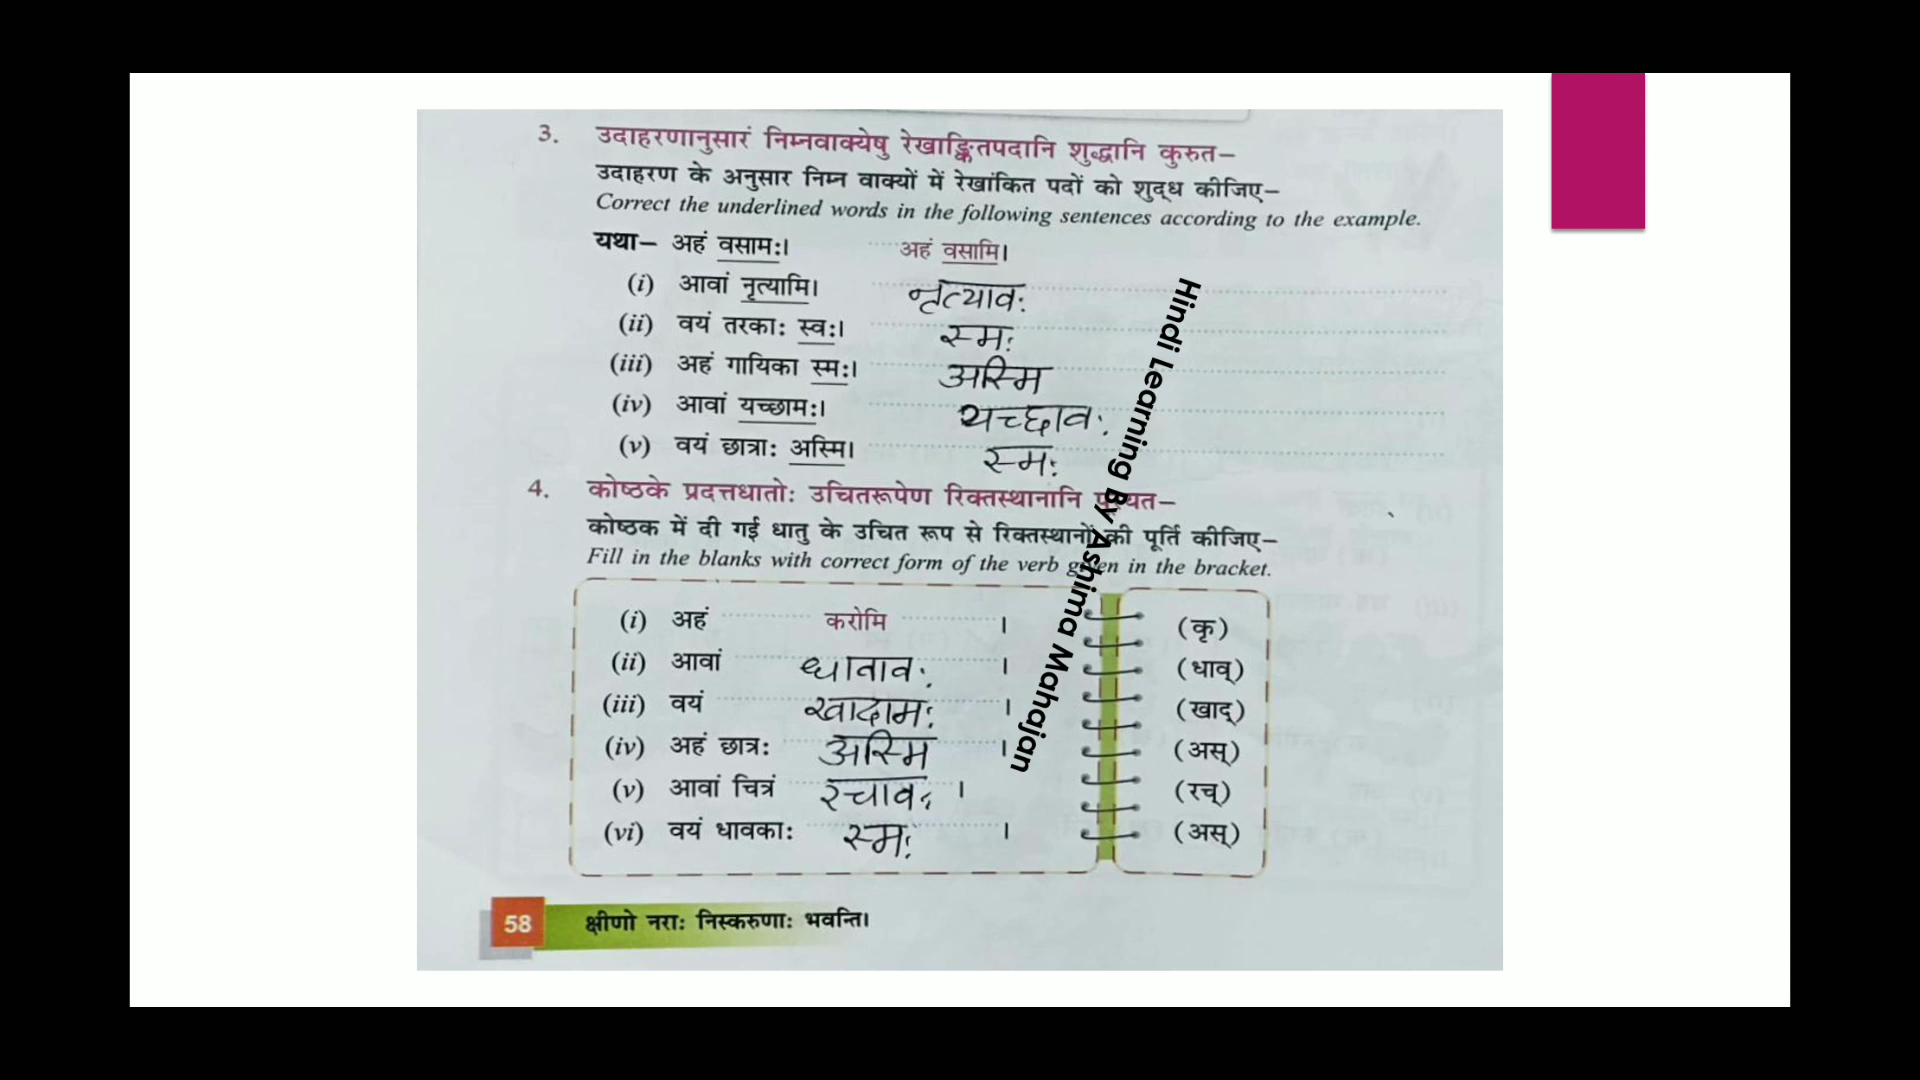 3. उदाहरणानुसारं निम्नवाक्येषु रेखाङ्कितपदानि शुद्धानि कुरुत–
उदाहरण के अनुसार निम्न वाक्यों में रेखांकित पदों को शुद्ध कीजिए–
Correct the underlined words in the following sentences according to the example.
यथा– अहं वसामः। अहं वसामि।
(i) आवां नृत्यामि। नृत्यावः
(ii) वयं तरकाः स्वः। स्मः
(iii) अहं गायिका स्मः। अस्मि
(iv) आवां यच्छामः। यच्छावः
(v) वयं छात्राः अस्मि। स्मः
4. कोष्ठके प्रदत्तधातोः उचितरूपेण रिक्तस्थानानि पूरयत–
कोष्ठक में दी गई धातु के उचित रूप से रिक्तस्थानों की पूर्ति कीजिए–
Fill in the blanks with correct form of the verb given in the bracket.
(i) अहं करोमि । (कृ)
(ii) आवां धावावः । (धाव्)
(iii) वयं खादामः । (खाद्)
(iv) अहं छात्रः अस्मि । (अस्)
(v) आवां चित्रं रचावः । (रच्)
(vi) वयं धावकाः स्मः । (अस्)
58 क्षीणो नराः निस्करुणाः भवन्ति।
Hindi Learning By Ashima Mahajan